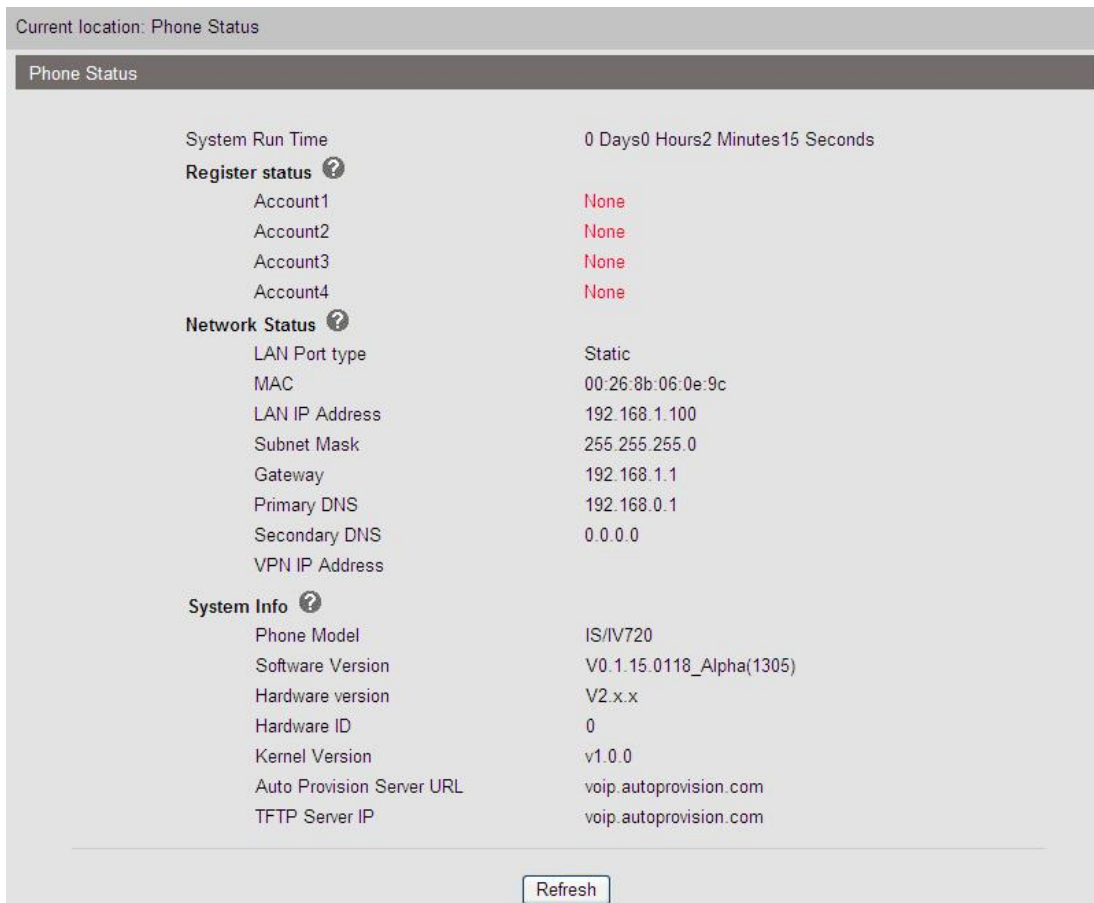 Current location: Phone Status
Phone Status
System Run Time 0 Days0 Hours2 Minutes15 Seconds
Register status ?
Account1 None
Account2 None
Account3 None
Account4 None
Network Status ?
LAN Port type Static
MAC 00:26:8b:06:0e:9c
LAN IP Address 192.168.1.100
Subnet Mask 255.255.255.0
Gateway 192.168.1.1
Primary DNS 192.168.0.1
Secondary DNS 0.0.0.0
VPN IP Address
System Info ?
Phone Model IS/IV720
Software Version V0.1.15.0118_Alpha(1305)
Hardware version V2.x.x
Hardware ID 0
Kernel Version v1.0.0
Auto Provision Server URL voip.autoprovision.com
TFTP Server IP voip.autoprovision.com
Refresh